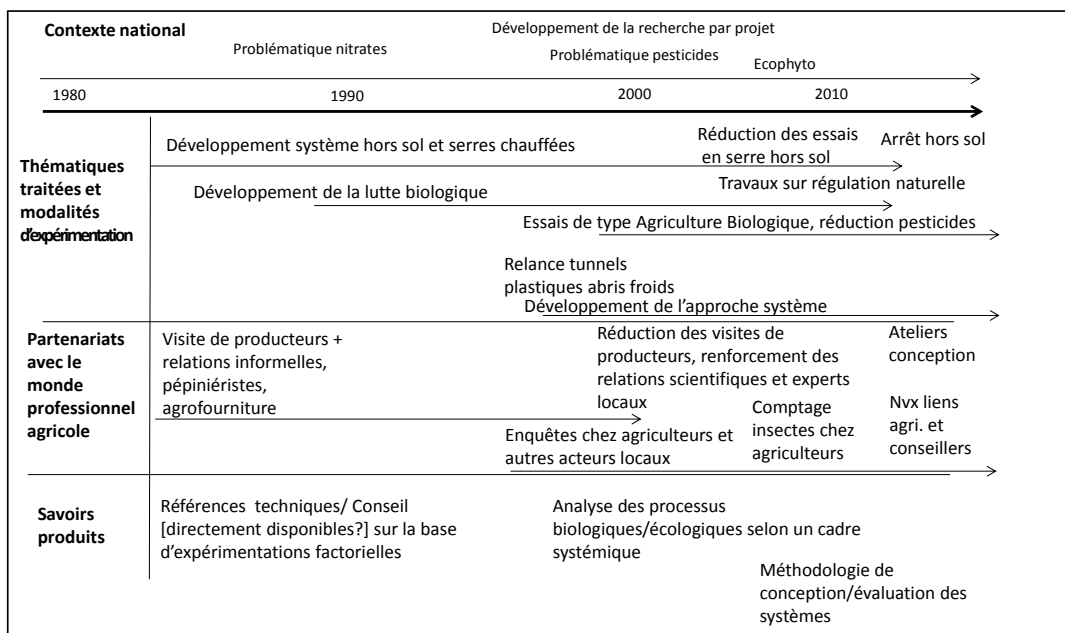 Contexte national
Développement de la recherche par projet
Problématique nitrates
Problématique pesticides
Ecophyto
1980
1990
2000
2010
Thématiques
traitées et
modalités
d'expérimentation
Développement système hors sol et serres chauffées
Réduction des essais
en serre hors sol
Arrêt hors sol
Développement de la lutte biologique
Travaux sur régulation naturelle
Essais de type Agriculture Biologique, réduction pesticides
Relance tunnels
plastiques abris froids
Développement de l'approche système
Partenariats
avec le
monde
professionnel
agricole
Visite de producteurs +
relations informelles,
pépiniéristes,
agrofourniture
Réduction des visites de
producteurs, renforcement des
relations scientifiques et experts
locaux
Ateliers
conception
Enquêtes chez agriculteurs et
autres acteurs locaux
Comptage
insectes chez
agriculteurs
Nvx liens
agri. et
conseillers
Savoirs
produits
Références techniques/ Conseil
[directement disponibles?] sur la base
d'expérimentations factorielles
Analyse des processus
biologiques/écologiques selon un cadre
systémique
Méthodologie de
conception/évaluation des
systèmes